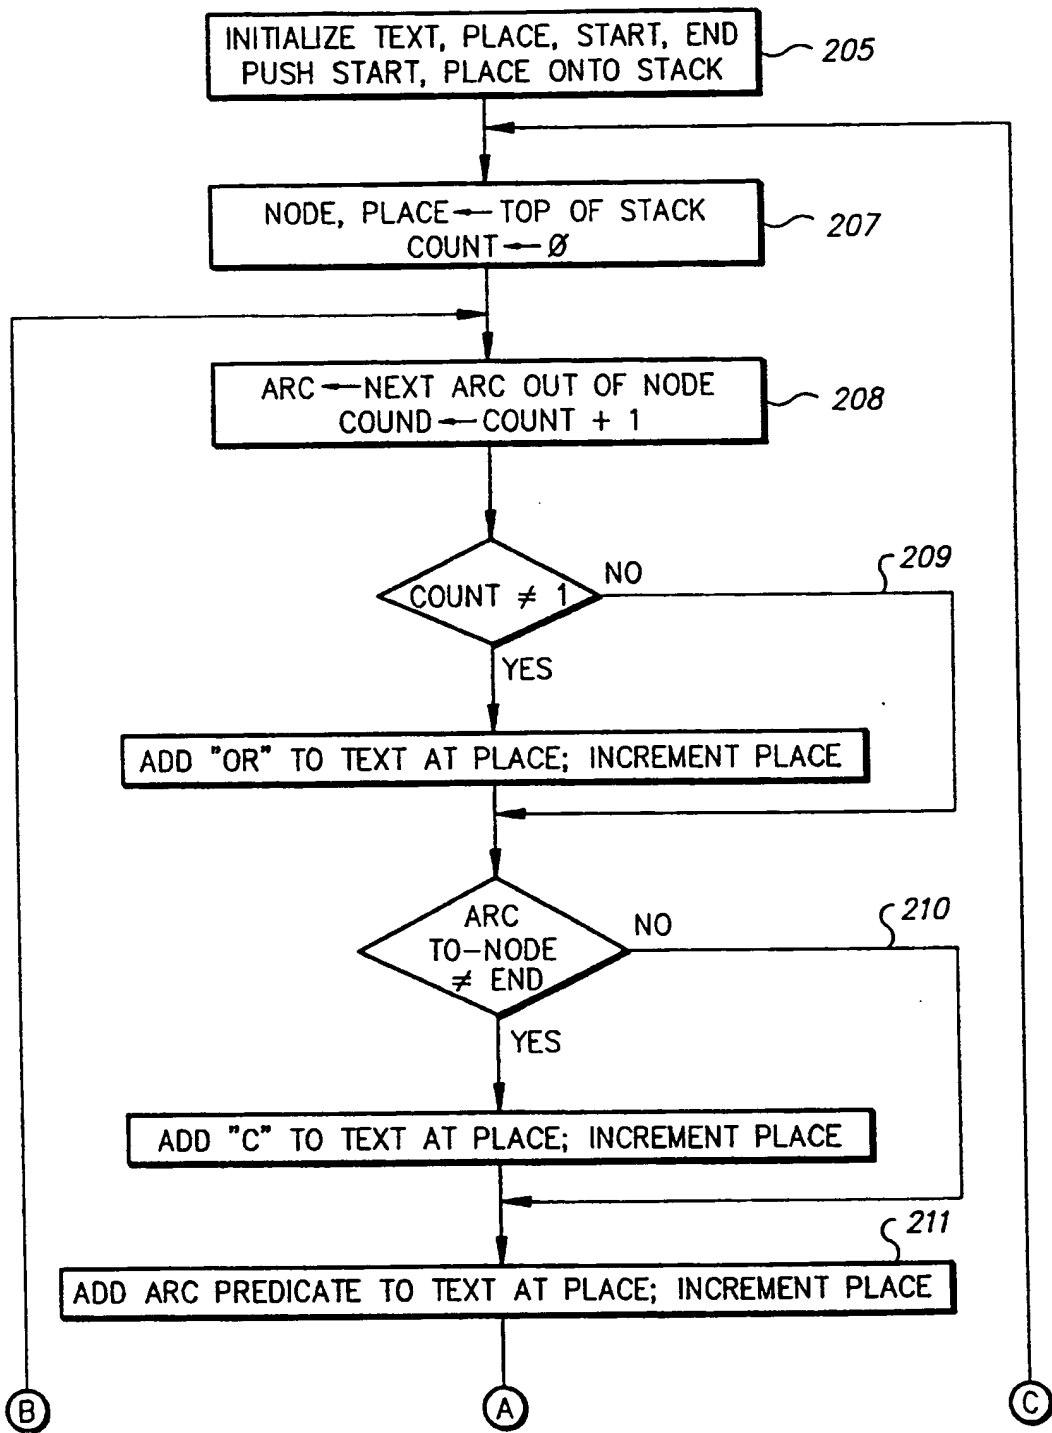 INITIALIZE TEXT, PLACE, START, END
PUSH START, PLACE ONTO STACK
205
NODE, PLACE ← TOP OF STACK
COUNT ← Ø
207
ARC ← NEXT ARC OUT OF NODE
COUND ← COUNT + 1
208
COUNT ≠ 1
NO
209
YES
ADD "OR" TO TEXT AT PLACE; INCREMENT PLACE
ARC
TO-NODE
≠ END
NO
210
YES
ADD "C" TO TEXT AT PLACE; INCREMENT PLACE
211
ADD ARC PREDICATE TO TEXT AT PLACE; INCREMENT PLACE
B
A
C